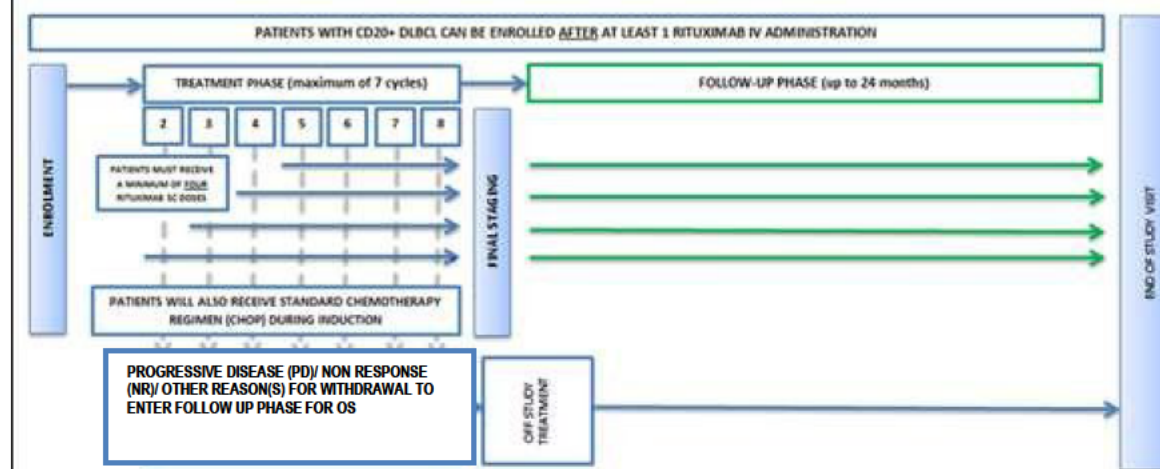 PATIENTS WITH CD20+ DLBCL CAN BE ENROLLED AFTER AT LEAST 1 RITUXIMAB IV ADMINISTRATION
ENROLMENT
TREATMENT PHASE (maximum of 7 cycles)
2 3 4 5 6 7 8
PATIENTS MUST RECEIVE
A MINIMUM OF FOUR
RITUXIMAB SC DOSES
PATIENTS WILL ALSO RECEIVE STANDARD CHEMOTHERAPY
REGIMEN (CHOP) DURING INDUCTION
FINAL STAGING
FOLLOW-UP PHASE (up to 24 months)
PROGRESSIVE DISEASE (PD)/ NON RESPONSE
(NR)/ OTHER REASON(S) FOR WITHDRAWAL TO
ENTER FOLLOW UP PHASE FOR OS
OFF STUDY
TREATMENT
END OF STUDY VISIT